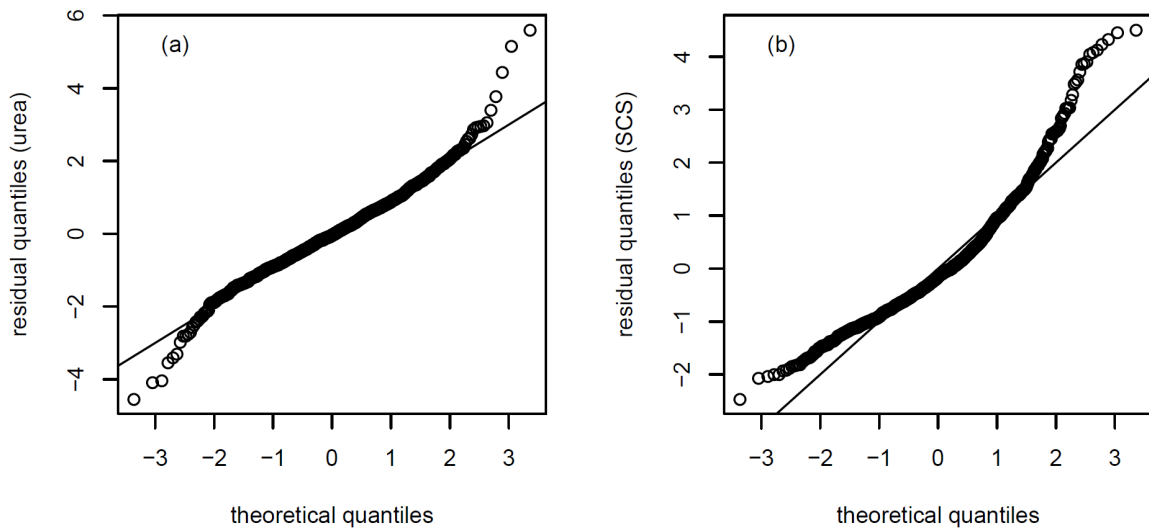 (a)
residual quantiles (urea)
6
4
2
0
−2
−4
−3 −2 −1 0 1 2 3
theoretical quantiles
(b)
residual quantiles (SCS)
4
3
2
1
0
−1
−2
−3 −2 −1 0 1 2 3
theoretical quantiles